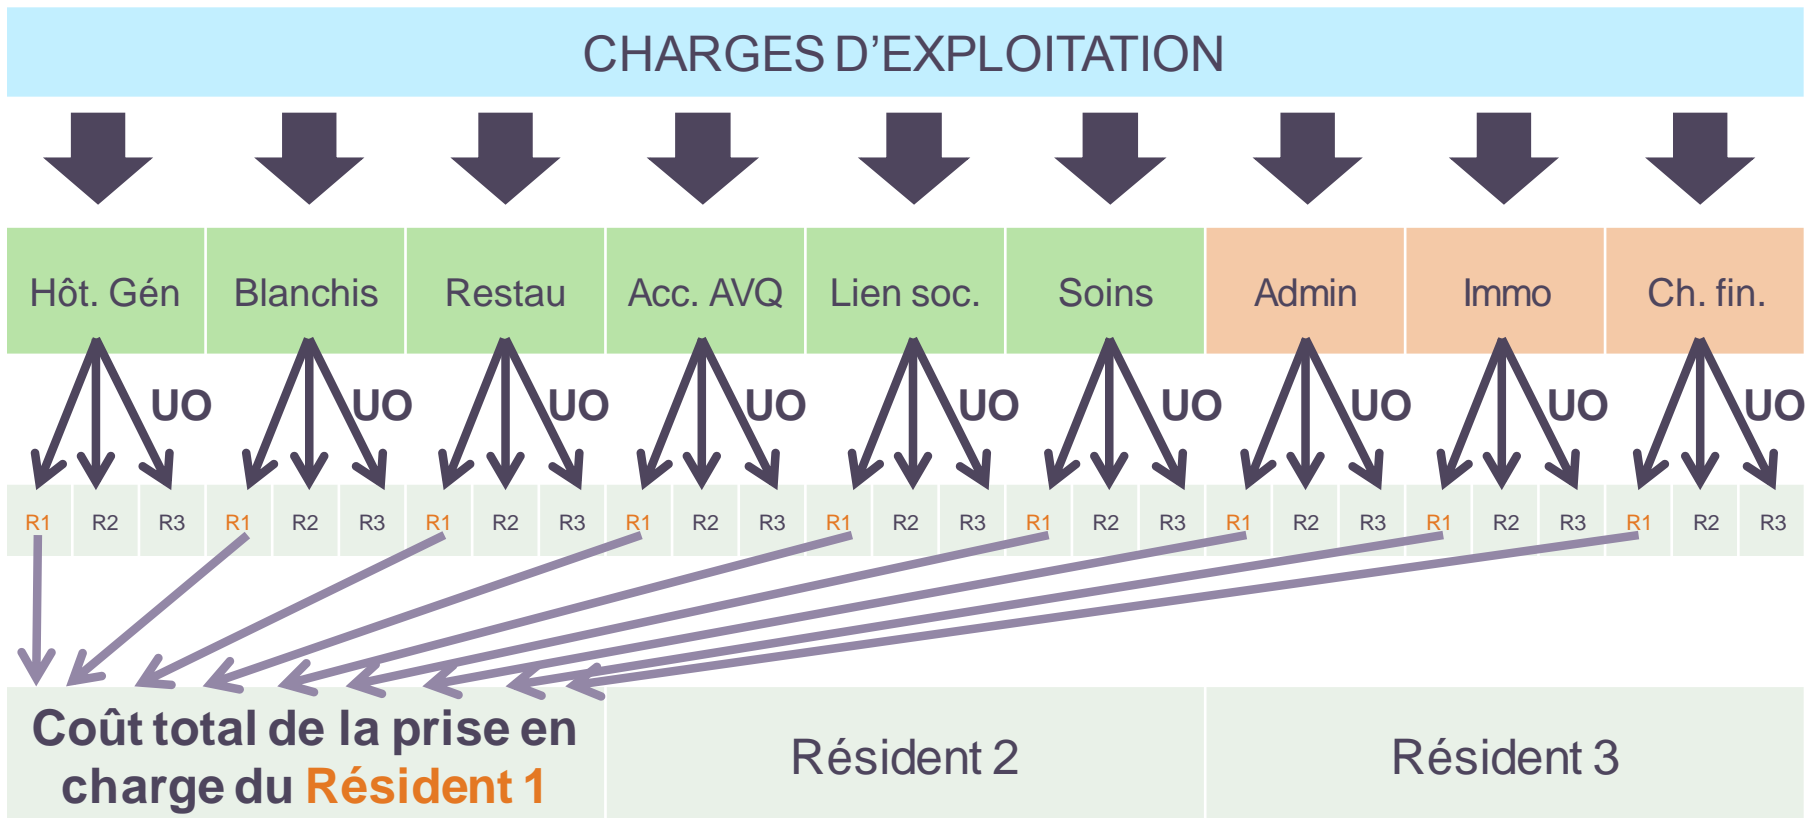 CHARGES D’EXPLOITATION
Hôt. Gén Blanchis Restau Acc. AVQ Lien soc. Soins Admin Immo Ch. fin.
UO UO UO UO UO UO UO UO UO
R1 R2 R3 R1 R2 R3 R1 R2 R3 R1 R2 R3 R1 R2 R3 R1 R2 R3 R1 R2 R3 R1 R2 R3 R1 R2 R3
Coût total de la prise en
charge du Résident 1
Résident 2
Résident 3